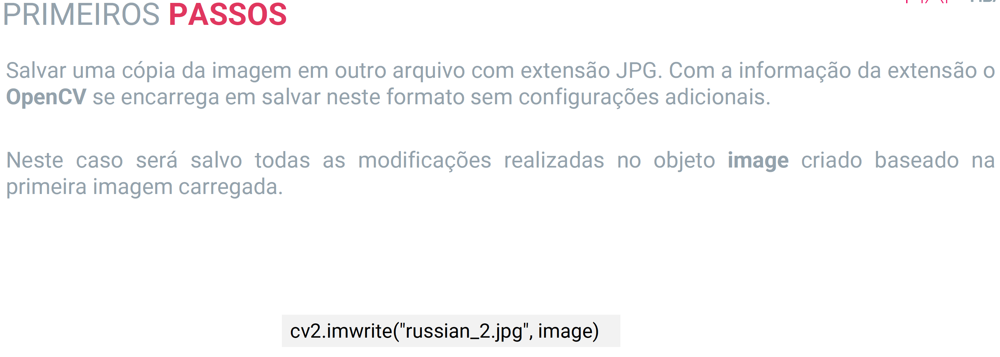 PRIMEIROS PASSOS
Salvar uma cópia da imagem em outro arquivo com extensão JPG. Com a informação da extensão o
OpenCV se encarrega em salvar neste formato sem configurações adicionais.
Neste caso será salvo todas as modificações realizadas no objeto image criado baseado na
primeira imagem carregada.
cv2.imwrite("russian_2.jpg", image)